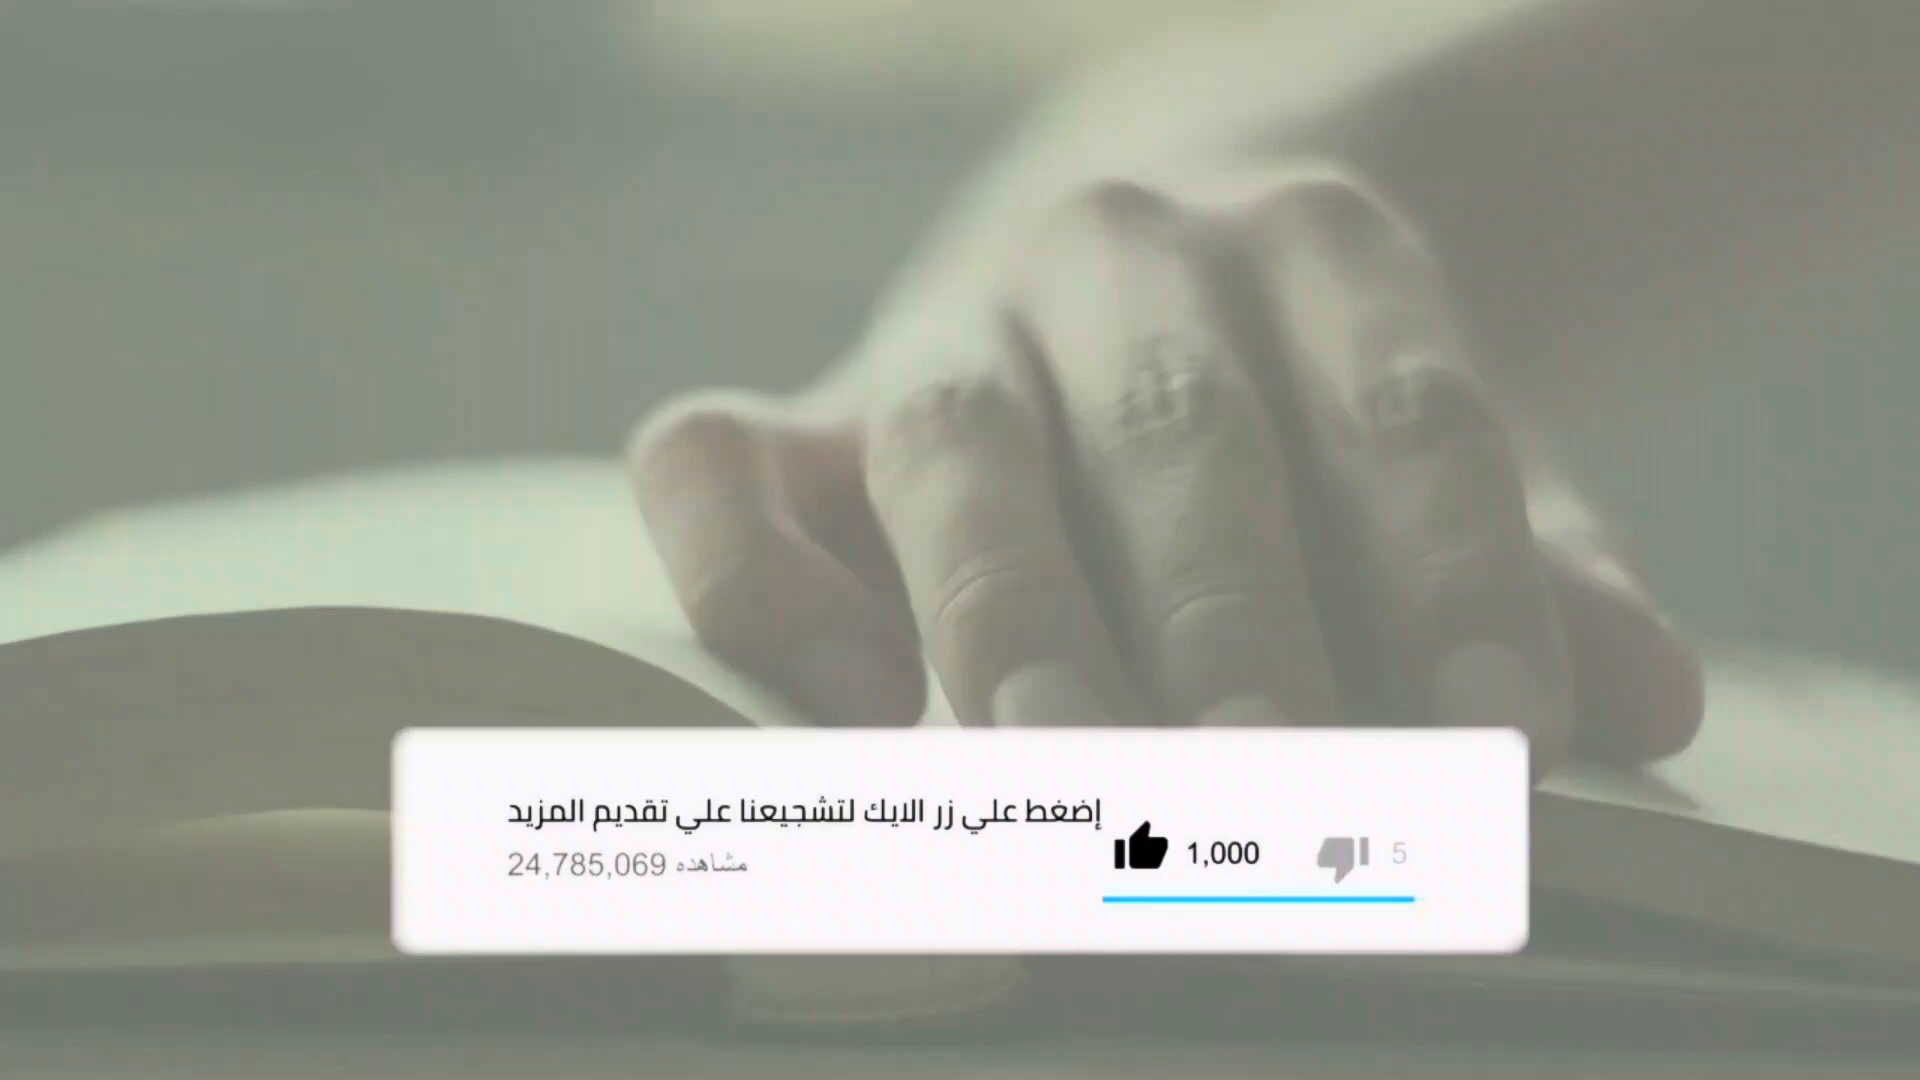 إضغط علي زر الايك لتشجيعنا علي تقديم المزيد
24,785,069 مشاهده
1,000
5